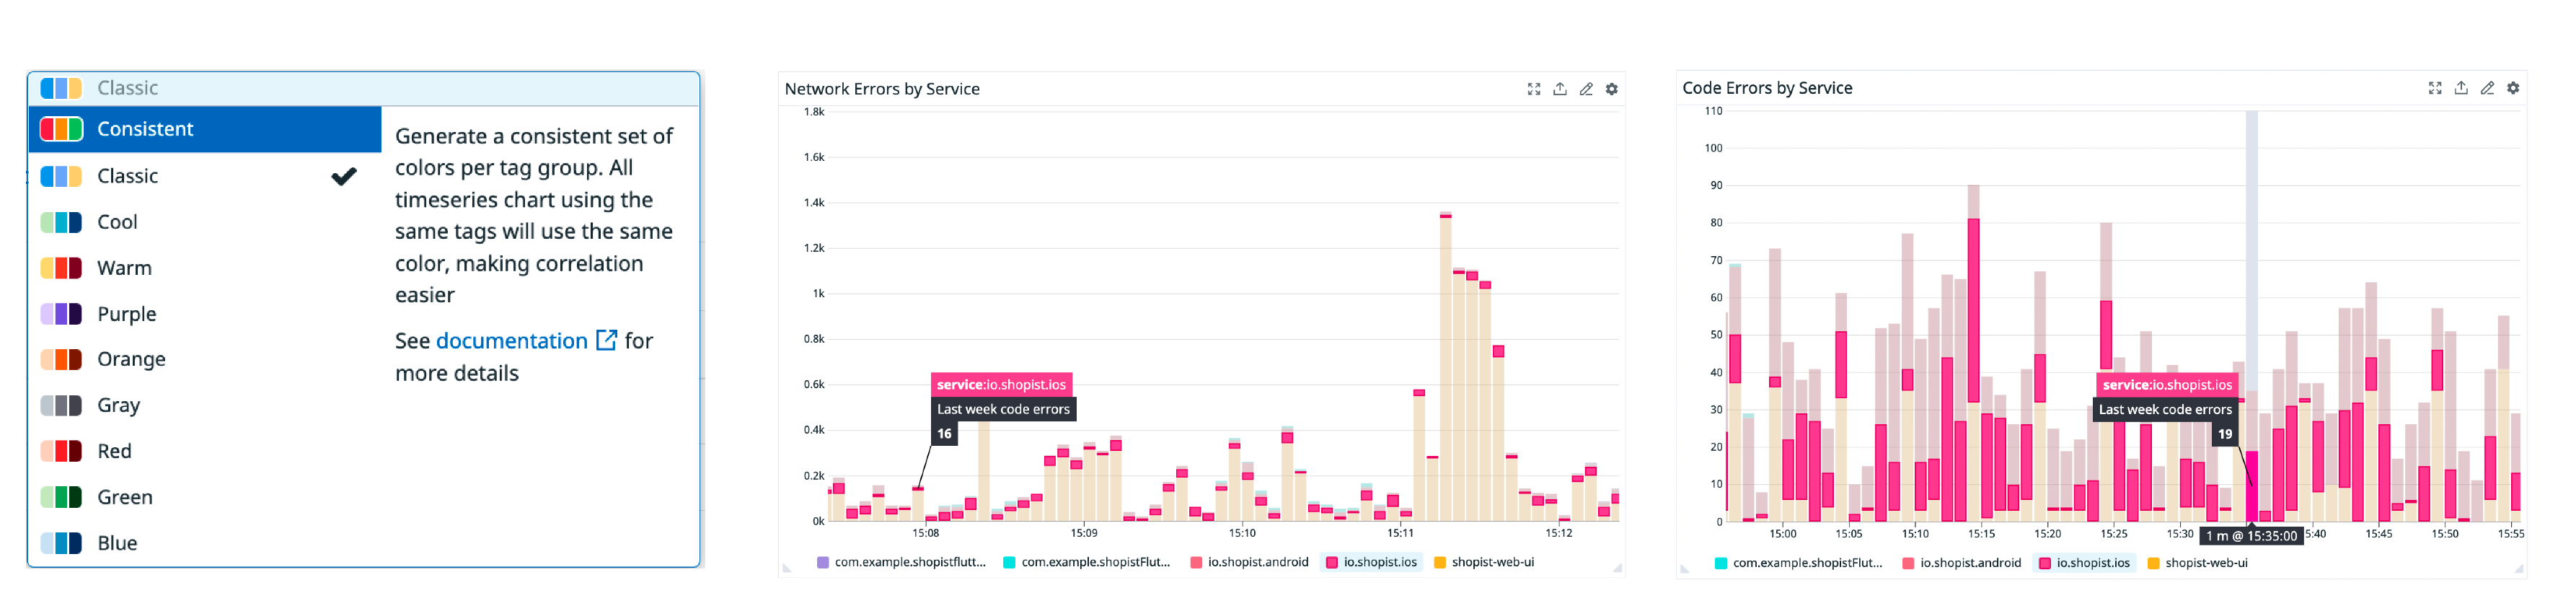 Classic
Consistent
Classic
Cool
Warm
Purple
Orange
Gray
Red
Green
Blue
Generate a consistent set of
colors per tag group. All
timeseries chart using the
same tags will use the same
color, making correlation
easier
See documentation for
more details
Network Errors by Service
1.8k
1.6k
1.4k
1.2k
1k
0.8k
0.6k
0.4k
0.2k
0k
service:io.shopist.ios
Last week code errors
16
15:08 15:09 15:10 15:11 15:12
com.example.shopistflutt... com.example.shopistFlut... io.shopist.android io.shopist.ios shopist-web-ui
Code Errors by Service
110
100
90
80
70
60
50
40
30
20
10
0
service:io.shopist.ios
Last week code errors
19
15:00 15:05 15:10 15:15 15:20 15:25 15:30 1 m @ 15:35:00 5:40 15:45 15:50 15:55
com.example.shopistFlut... io.shopist.android io.shopist.ios shopist-web-ui